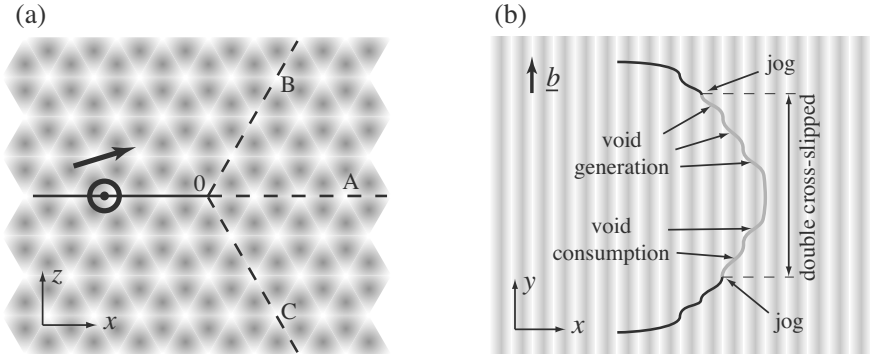 (a)
B
0
A
C
z
x
(b)
b
jog
void
generation
double cross-slipped
void
consumption
y
x
jog